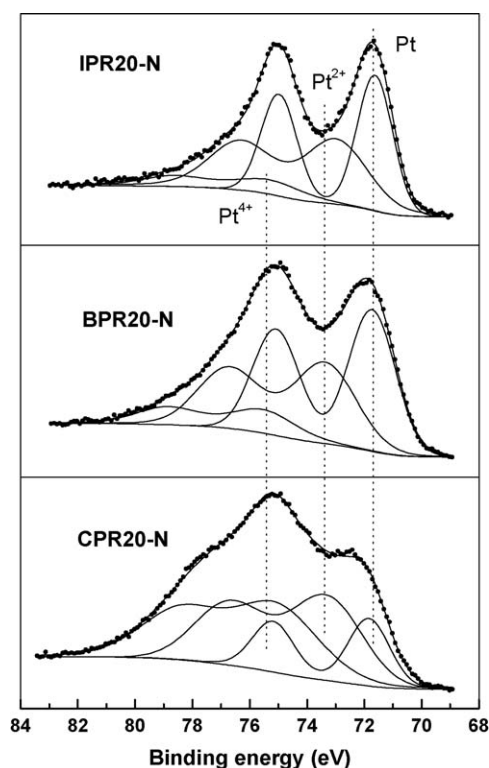 IPR20-N
Pt
Pt²⁺
Pt⁴⁺
BPR20-N
CPR20-N
84 82 80 78 76 74 72 70 68
Binding energy (eV)